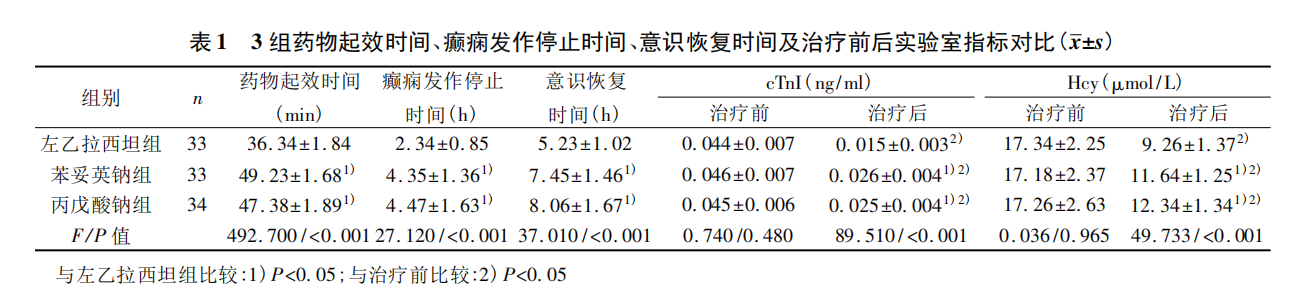 表1 3组药物起效时间、癫痫发作停止时间、意识恢复时间及治疗前后实验室指标对比(x̄±s)
组别 n 药物起效时间(min) 癫痫发作停止时间(h) 意识恢复时间(h) cTnI(ng/ml) Hcy(μmol/L)
治疗前 治疗后 治疗前 治疗后
左乙拉西坦组 33 36.34±1.84 2.34±0.85 5.23±1.02 0.044±0.007 0.015±0.0032) 17.34±2.25 9.26±1.372)
苯妥英钠组 33 49.23±1.681) 4.35±1.361) 7.45±1.461) 0.046±0.007 0.026±0.0041)2) 17.18±2.37 11.64±1.251)2)
丙戊酸钠组 34 47.38±1.891) 4.47±1.631) 8.06±1.671) 0.045±0.006 0.025±0.0041)2) 17.26±2.63 12.34±1.341)2)
F/P值 492.700/<0.001 27.120/<0.001 37.010/<0.001 0.740/0.480 89.510/<0.001 0.036/0.965 49.733/<0.001
与左乙拉西坦组比较:1)P<0.05;与治疗前比较:2)P<0.05